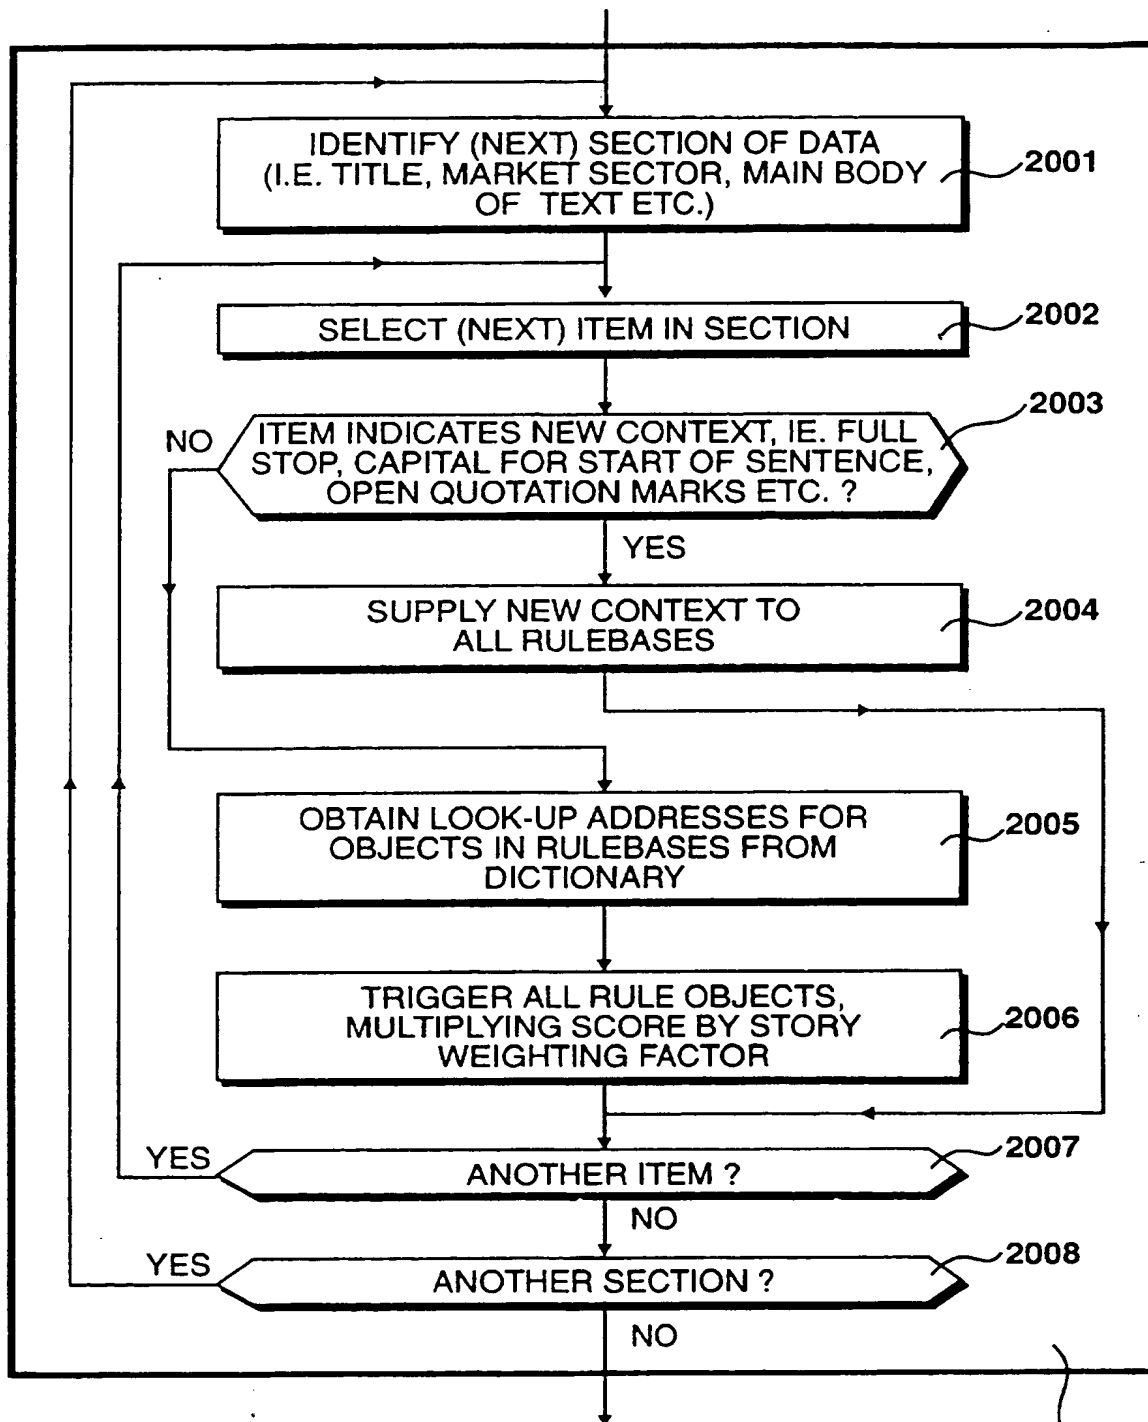 IDENTIFY (NEXT) SECTION OF DATA
(I.E. TITLE, MARKET SECTOR, MAIN BODY
OF TEXT ETC.)
2001
SELECT (NEXT) ITEM IN SECTION
2002
2003
NO
ITEM INDICATES NEW CONTEXT, IE. FULL
STOP, CAPITAL FOR START OF SENTENCE,
OPEN QUOTATION MARKS ETC. ?
YES
SUPPLY NEW CONTEXT TO
ALL RULEBASES
2004
OBTAIN LOOK-UP ADDRESSES FOR
OBJECTS IN RULEBASES FROM
DICTIONARY
2005
TRIGGER ALL RULE OBJECTS,
MULTIPLYING SCORE BY STORY
WEIGHTING FACTOR
2006
YES
ANOTHER ITEM ?
2007
NO
YES
ANOTHER SECTION ?
2008
NO